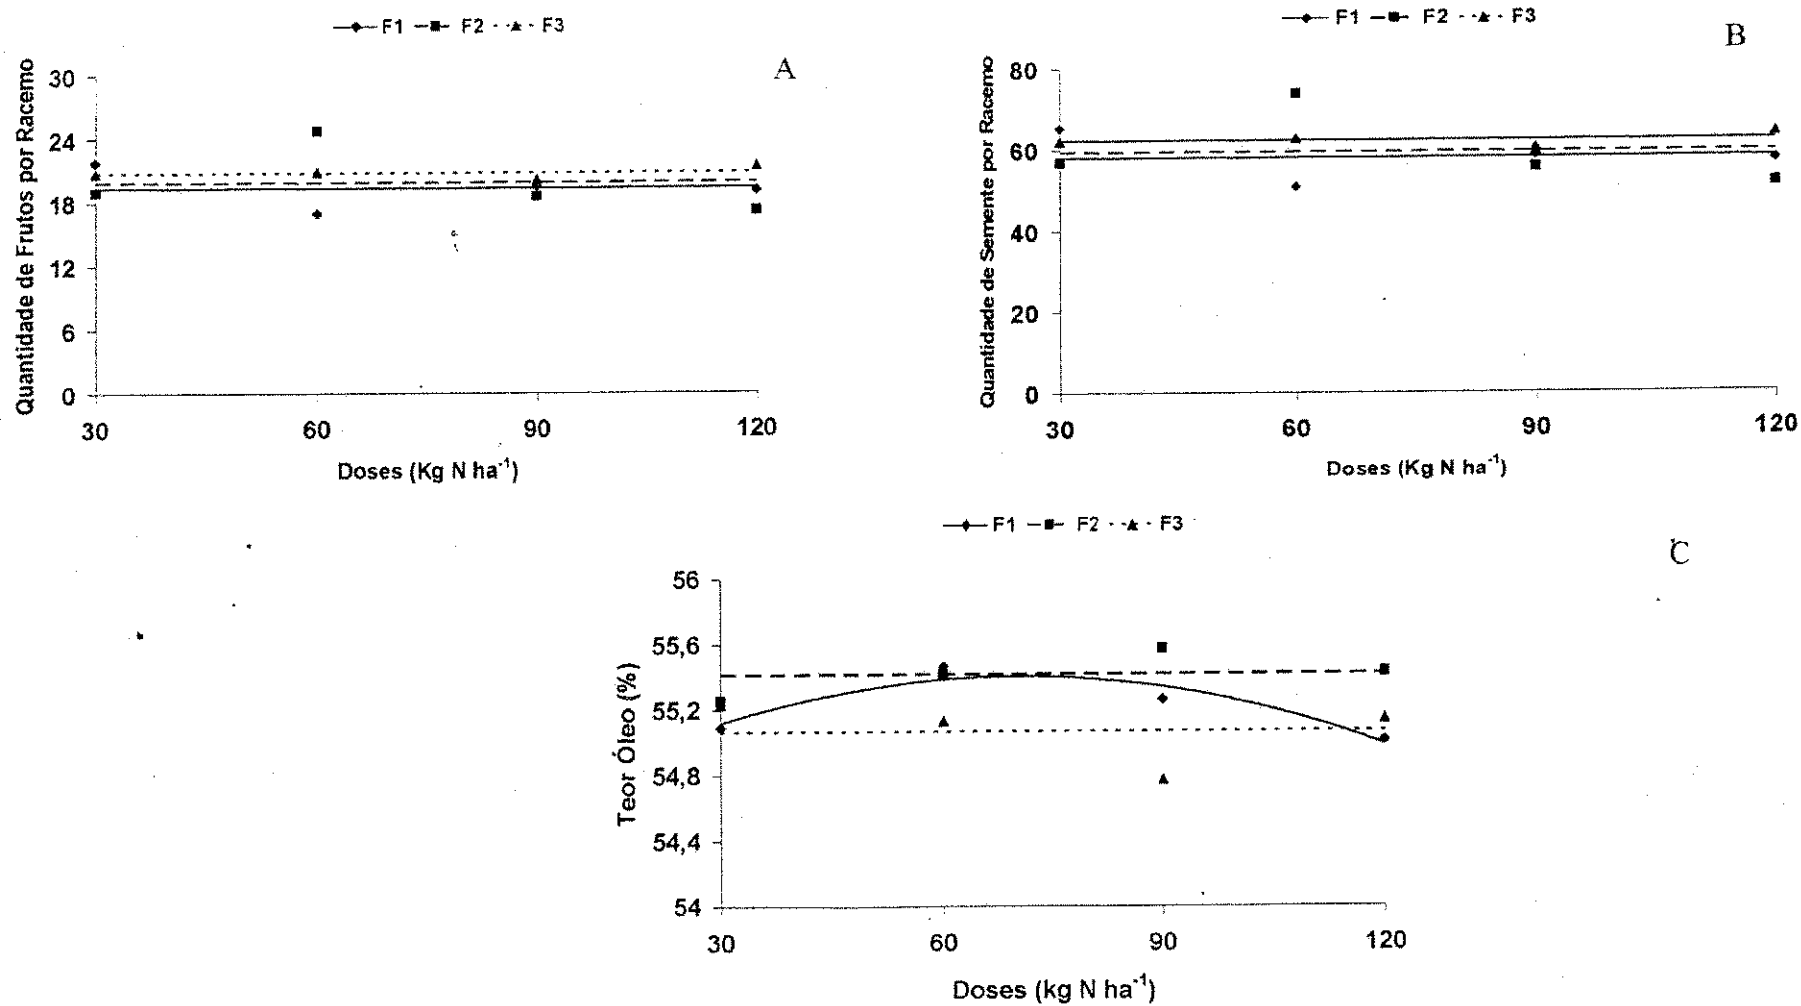 F1 F2 F3
A
Quantidade de Frutos por Racemo
30
24
18
12
6
0
30 60 90 120
Doses (Kg N ha-1)
F1 F2 F3
B
Quantidade de Semente por Racemo
80
60
40
20
0
30 60 90 120
Doses (Kg N ha-1)
F1 F2 F3
C
Teor Óleo (%)
56
55,6
55,2
54,8
54,4
54
30 60 90 120
Doses (kg N ha-1)